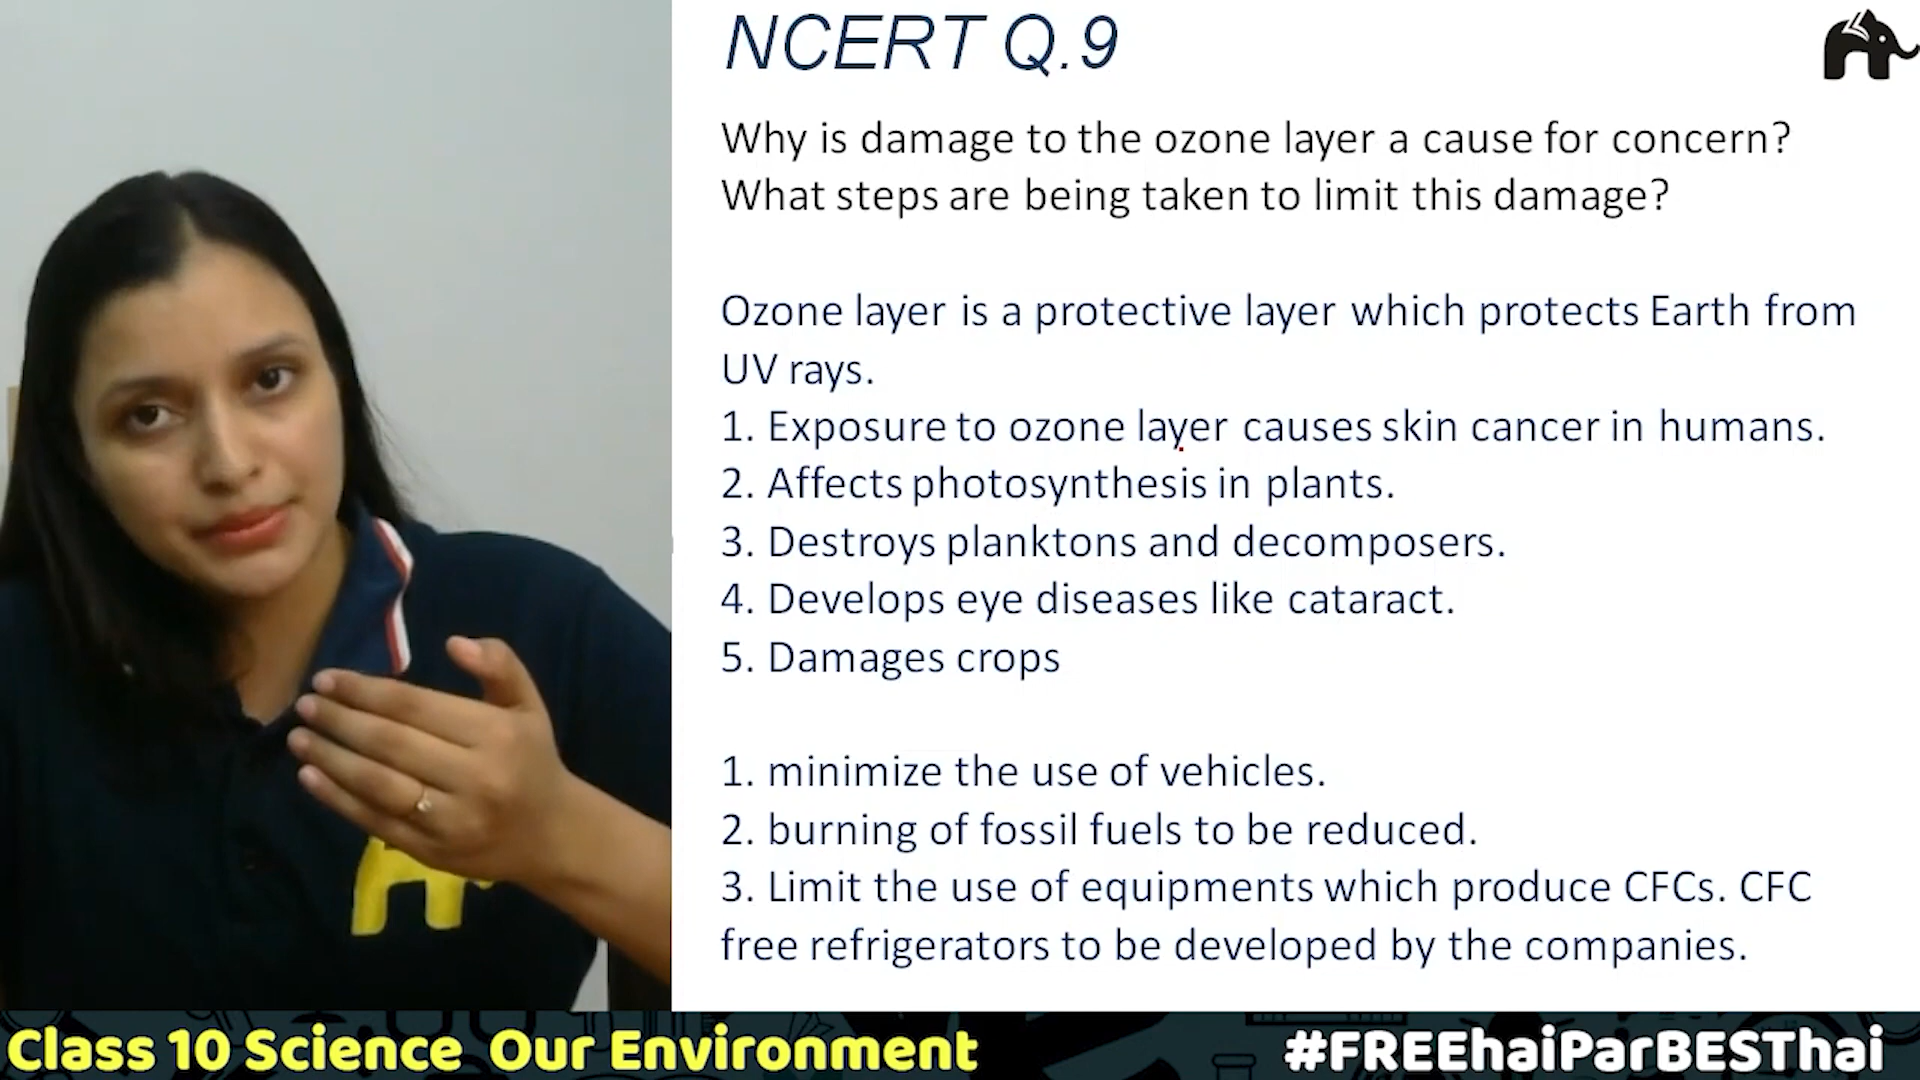 NCERT Q.9
Why is damage to the ozone layer a cause for concern?
What steps are being taken to limit this damage?
Ozone layer is a protective layer which protects Earth from
UV rays.
1. Exposure to ozone layer causes skin cancer in humans.
2. Affects photosynthesis in plants.
3. Destroys planktons and decomposers.
4. Develops eye diseases like cataract.
5. Damages crops
1. minimize the use of vehicles.
2. burning of fossil fuels to be reduced.
3. Limit the use of equipments which produce CFCs. CFC
free refrigerators to be developed by the companies.
Class 10 Science Our Environment
#FREEhaiParBESThai